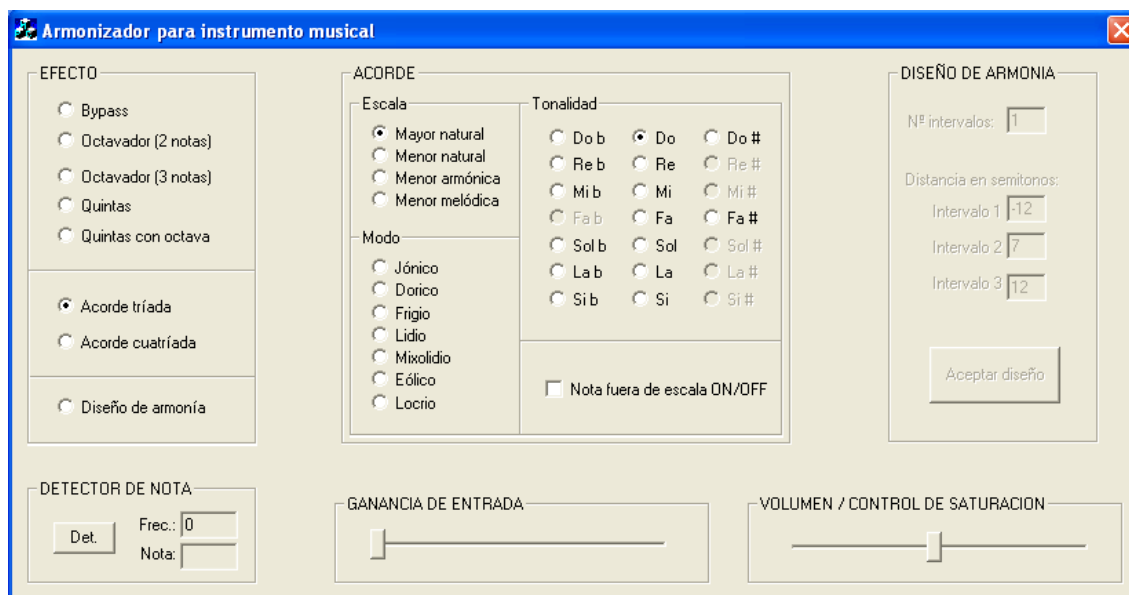 Armonizador para instrumento musical
EFECTO
Bypass
Octavador (2 notas)
Octavador (3 notas)
Quintas
Quintas con octava
Acorde tríada
Acorde cuatríada
Diseño de armonía
ACORDE
Escala
Mayor natural
Menor natural
Menor armónica
Menor melódica
Modo
Jónico
Dorico
Frigio
Lidio
Mixolidio
Eólico
Locrio
Tonalidad
Do b Do Do #
Re b Re Re #
Mi b Mi Mi #
Fa b Fa Fa #
Sol b Sol Sol #
La b La La #
Si b Si Si #
Nota fuera de escala ON/OFF
DISEÑO DE ARMONIA
Nº intervalos: 1
Distancia en semitonos:
Intervalo 1 -12
Intervalo 2 7
Intervalo 3 12
Aceptar diseño
DETECTOR DE NOTA
Det.
Frec.: 0
Nota:
GANANCIA DE ENTRADA
VOLUMEN / CONTROL DE SATURACION